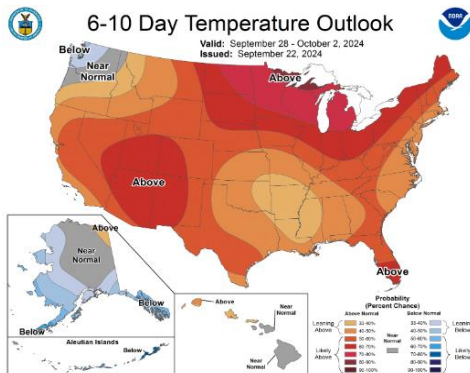 6-10 Day Temperature Outlook
Valid: September 28 - October 2, 2024
Issued: September 22, 2024
NOAA
Below
Near
Normal
Above
Above
Above
Above
Near
Normal
Below
Below
Aleutian Islands
Below
Above
Near
Normal
Near
Normal
Probability
(Percent Chance)
Above Normal
Below Normal
Leaning
Above
Likely
Above
Near
Normal
Leaning
Below
Likely
Below
33-40%
40-50%
50-60%
60-70%
70-80%
80-90%
90-100%
33-40%
40-50%
50-60%
60-70%
70-80%
80-90%
90-100%